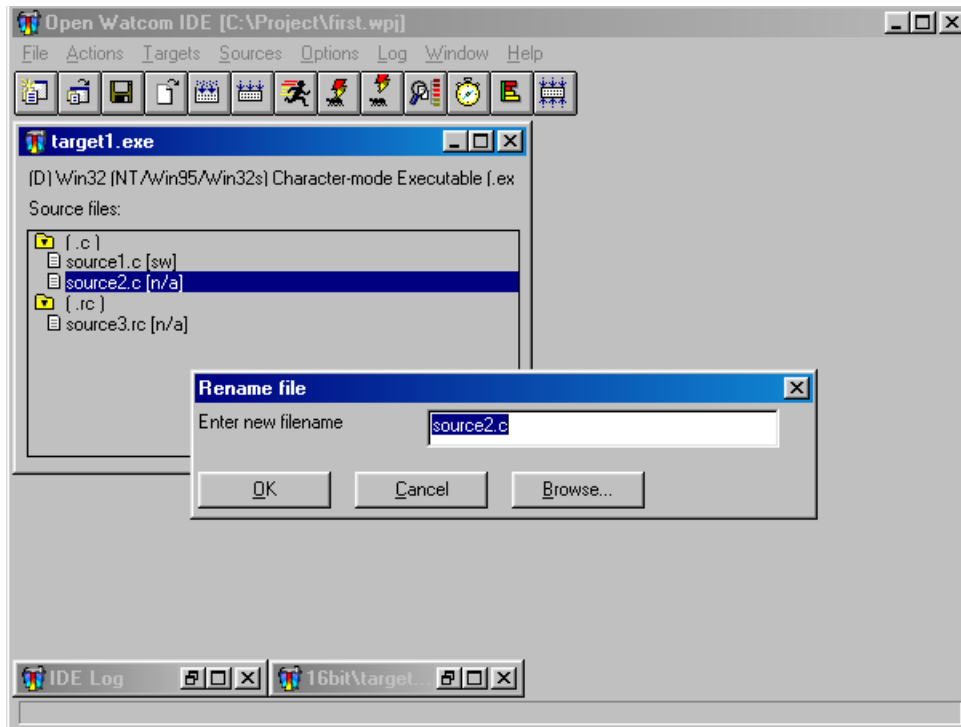 Open Watcom IDE [C:\Project\first.wpj]
File Actions Targets Sources Options Log Window Help
target1.exe
(D) Win32 (NT/Win95/Win32s) Character-mode Executable (.ex
Source files:
( .c )
source1.c [sw]
source2.c [n/a]
( .rc )
source3.rc [n/a]
Rename file
Enter new filename source2.c
OK Cancel Browse...
IDE Log 16bit\target...